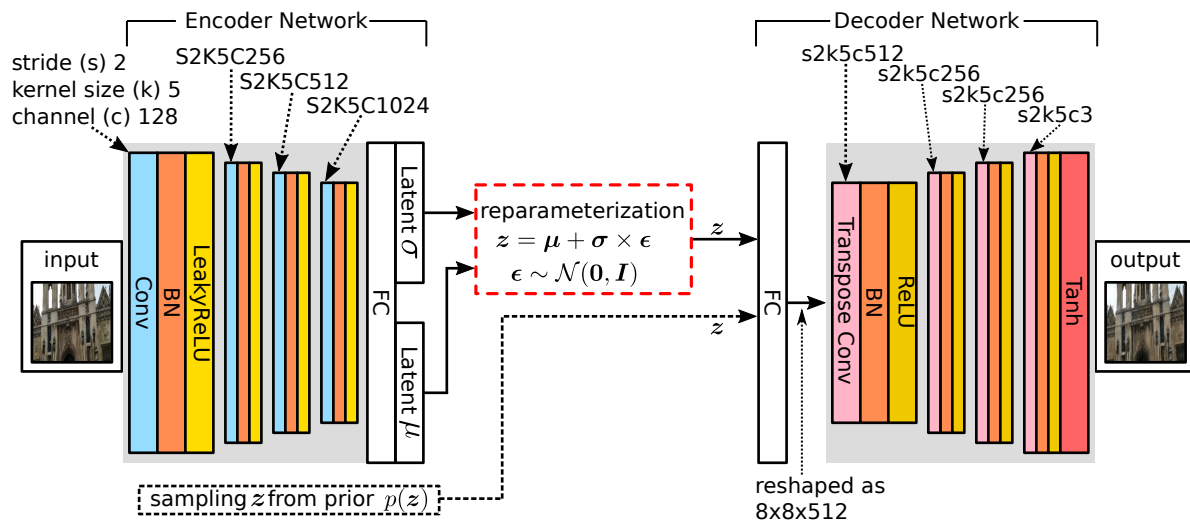 Encoder Network
stride (s) 2
kernel size (k) 5
channel (c) 128
S2K5C256
S2K5C512
S2K5C1024
input
Conv
BN
LeakyReLU
FC
Latent σ
Latent μ
reparameterization
z = μ + σ × ϵ
ϵ ∼ 𝒩(0, I)
z
z
sampling z from prior p(z)
Decoder Network
s2k5c512
s2k5c256
s2k5c256
s2k5c3
FC
Transpose Conv
BN
ReLU
Tanh
output
reshaped as
8x8x512